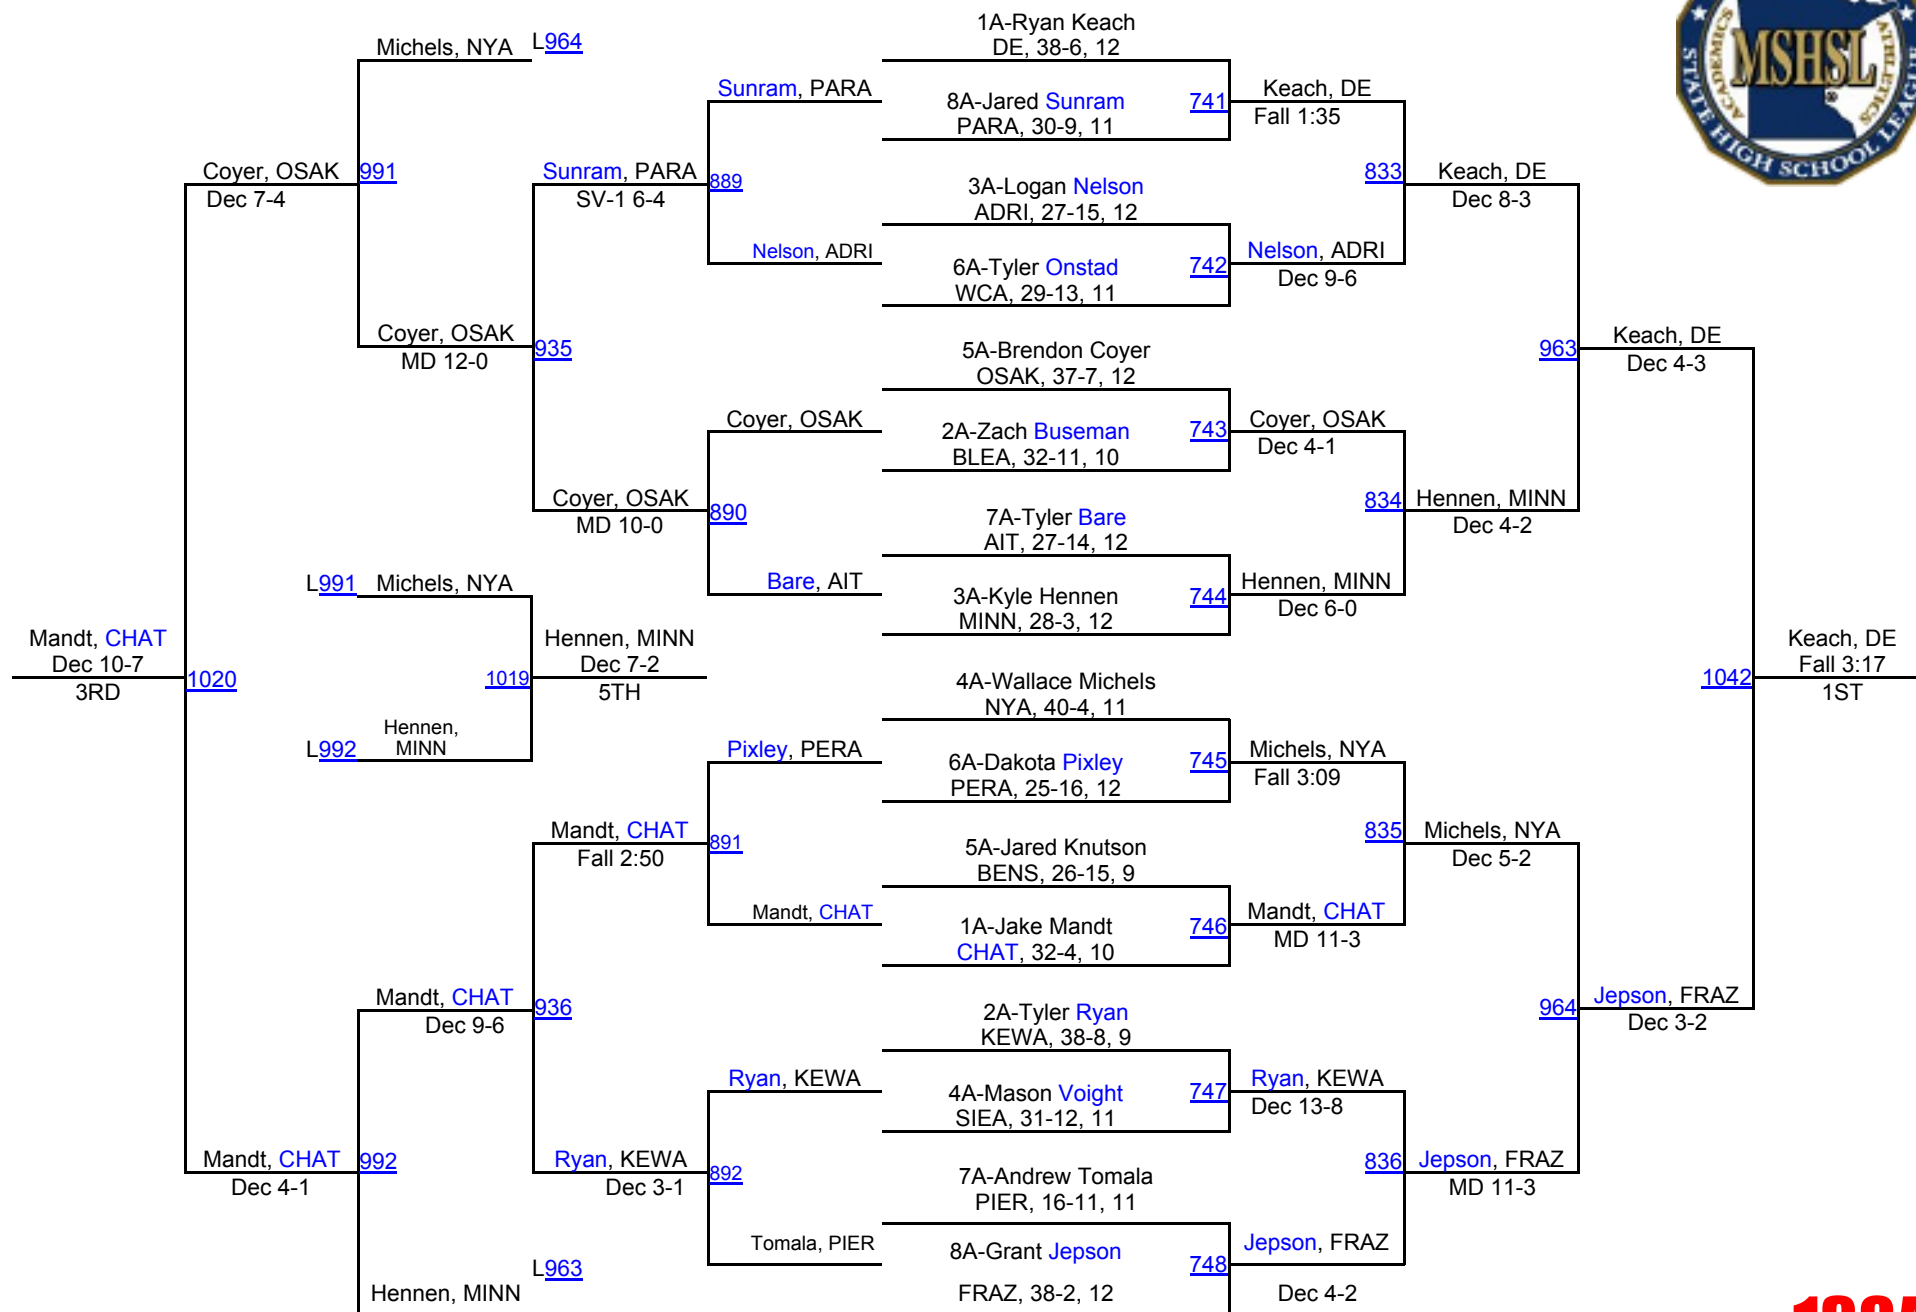 1A-Ryan Keach
DE, 38-6, 12
8A-Jared Sunram
PARA, 30-9, 11
3A-Logan Nelson
ADRI, 27-15, 12
6A-Tyler Onstad
WCA, 29-13, 11
5A-Brendon Coyer
OSAK, 37-7, 12
2A-Zach Buseman
BLEA, 32-11, 10
7A-Tyler Bare
AIT, 27-14, 12
3A-Kyle Hennen
MINN, 28-3, 12
4A-Wallace Michels
NYA, 40-4, 11
6A-Dakota Pixley
PERA, 25-16, 12
5A-Jared Knutson
BENS, 26-15, 9
1A-Jake Mandt
CHAT, 32-4, 10
2A-Tyler Ryan
KEWA, 38-8, 9
4A-Mason Voight
SIEA, 31-12, 11
7A-Andrew Tomala
PIER, 16-11, 11
8A-Grant Jepson
FRAZ, 38-2, 12
741
Keach, DE
Fall 1:35
742
Nelson, ADRI
Dec 9-6
743
Coyer, OSAK
Dec 4-1
744
Hennen, MINN
Dec 6-0
745
Michels, NYA
Fall 3:09
746
Mandt, CHAT
MD 11-3
747
Ryan, KEWA
Dec 13-8
748
Jepson, FRAZ
Dec 4-2
833
Keach, DE
Dec 8-3
834
Hennen, MINN
Dec 4-2
835
Michels, NYA
Dec 5-2
836
Jepson, FRAZ
MD 11-3
963
Keach, DE
Dec 4-3
964
Jepson, FRAZ
Dec 3-2
1042
Keach, DE
Fall 3:17
1ST
Sunram, PARA
Nelson, ADRI
Coyer, OSAK
Bare, AIT
Pixley, PERA
Mandt, CHAT
Ryan, KEWA
Tomala, PIER
889
Sunram, PARA
SV-1 6-4
890
Coyer, OSAK
MD 10-0
891
Mandt, CHAT
Fall 2:50
892
Ryan, KEWA
Dec 3-1
Michels, NYA L964
935
Coyer, OSAK
MD 12-0
936
Mandt, CHAT
Dec 9-6
L963
Hennen, MINN
991
Coyer, OSAK
Dec 7-4
992
Mandt, CHAT
Dec 4-1
L991 Michels, NYA
L992 Hennen,
MINN
1019
Hennen, MINN
Dec 7-2
5TH
1020
Mandt, CHAT
Dec 10-7
3RD
MSHSL
ACADEMICS
ATHLETICS
STATE HIGH SCHOOL LEAGUE